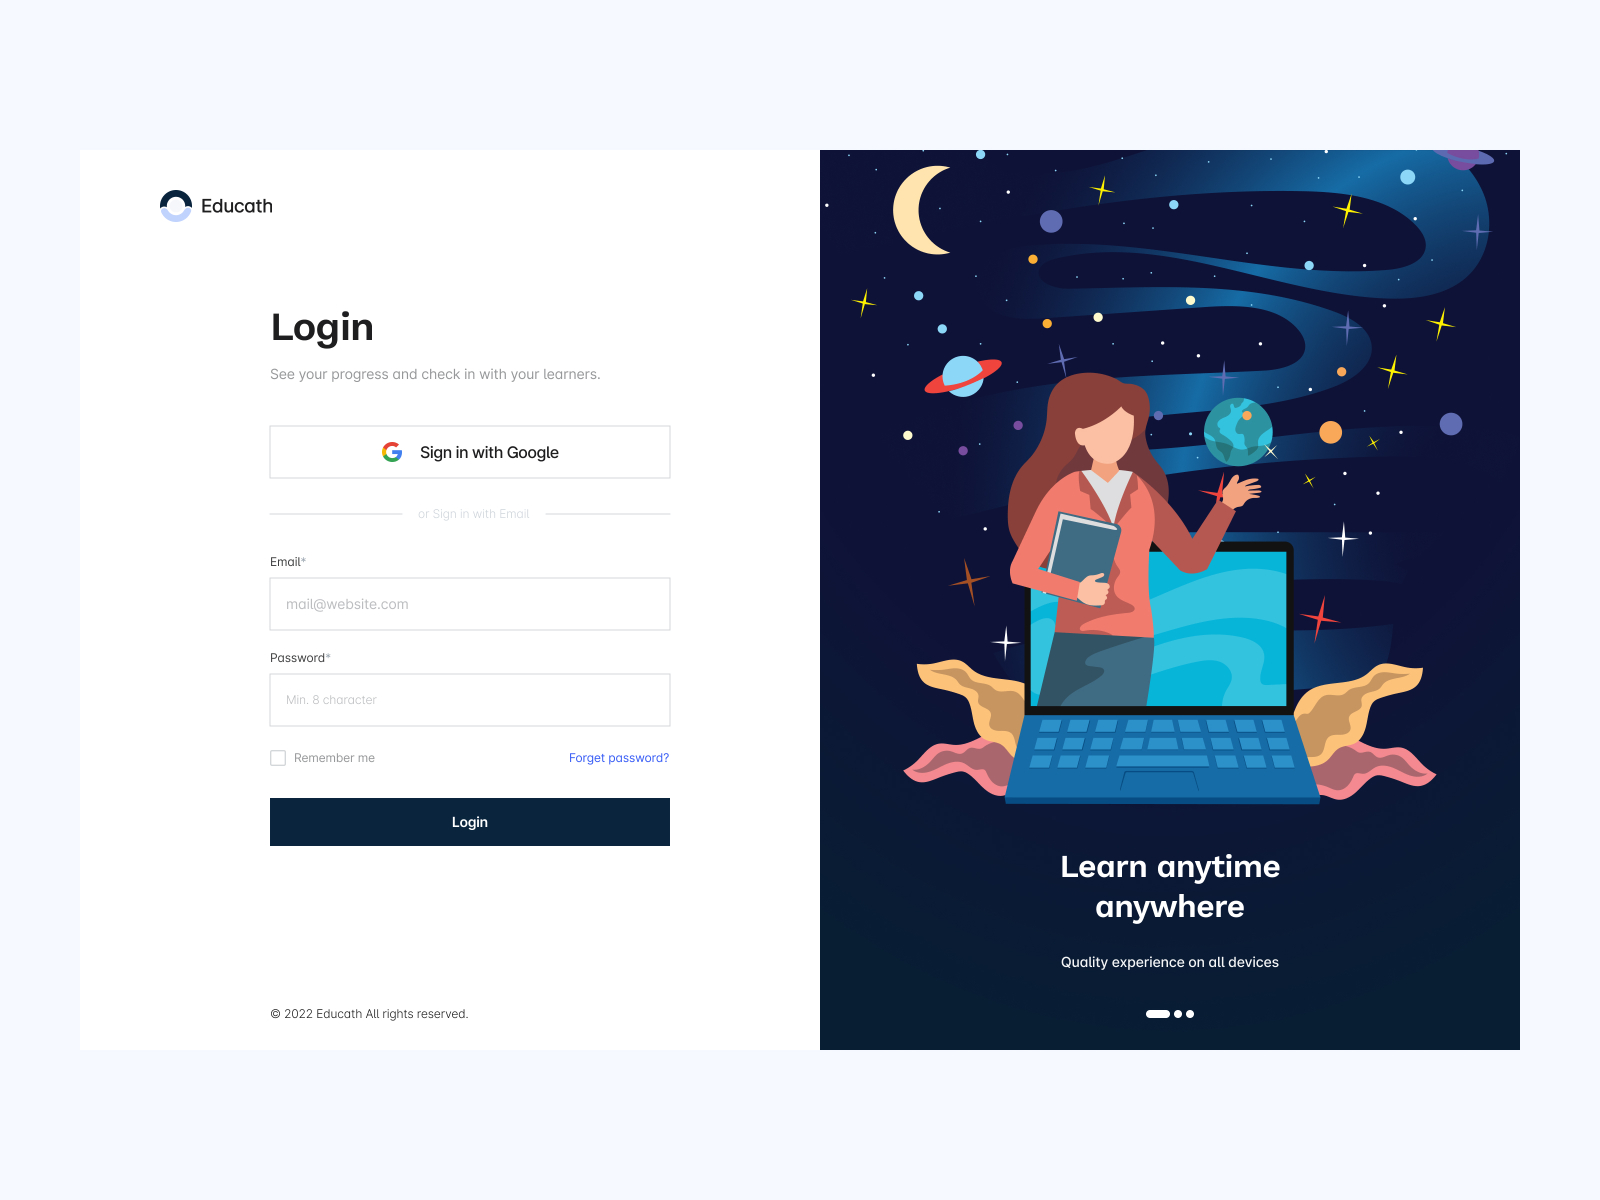 Educath
Login
See your progress and check in with your learners.
Sign in with Google
or Sign in with Email
Email*
mail@website.com
Password*
Min. 8 character
Remember me
Forget password?
Login
© 2022 Educath All rights reserved.
Learn anytime
anywhere
Quality experience on all devices